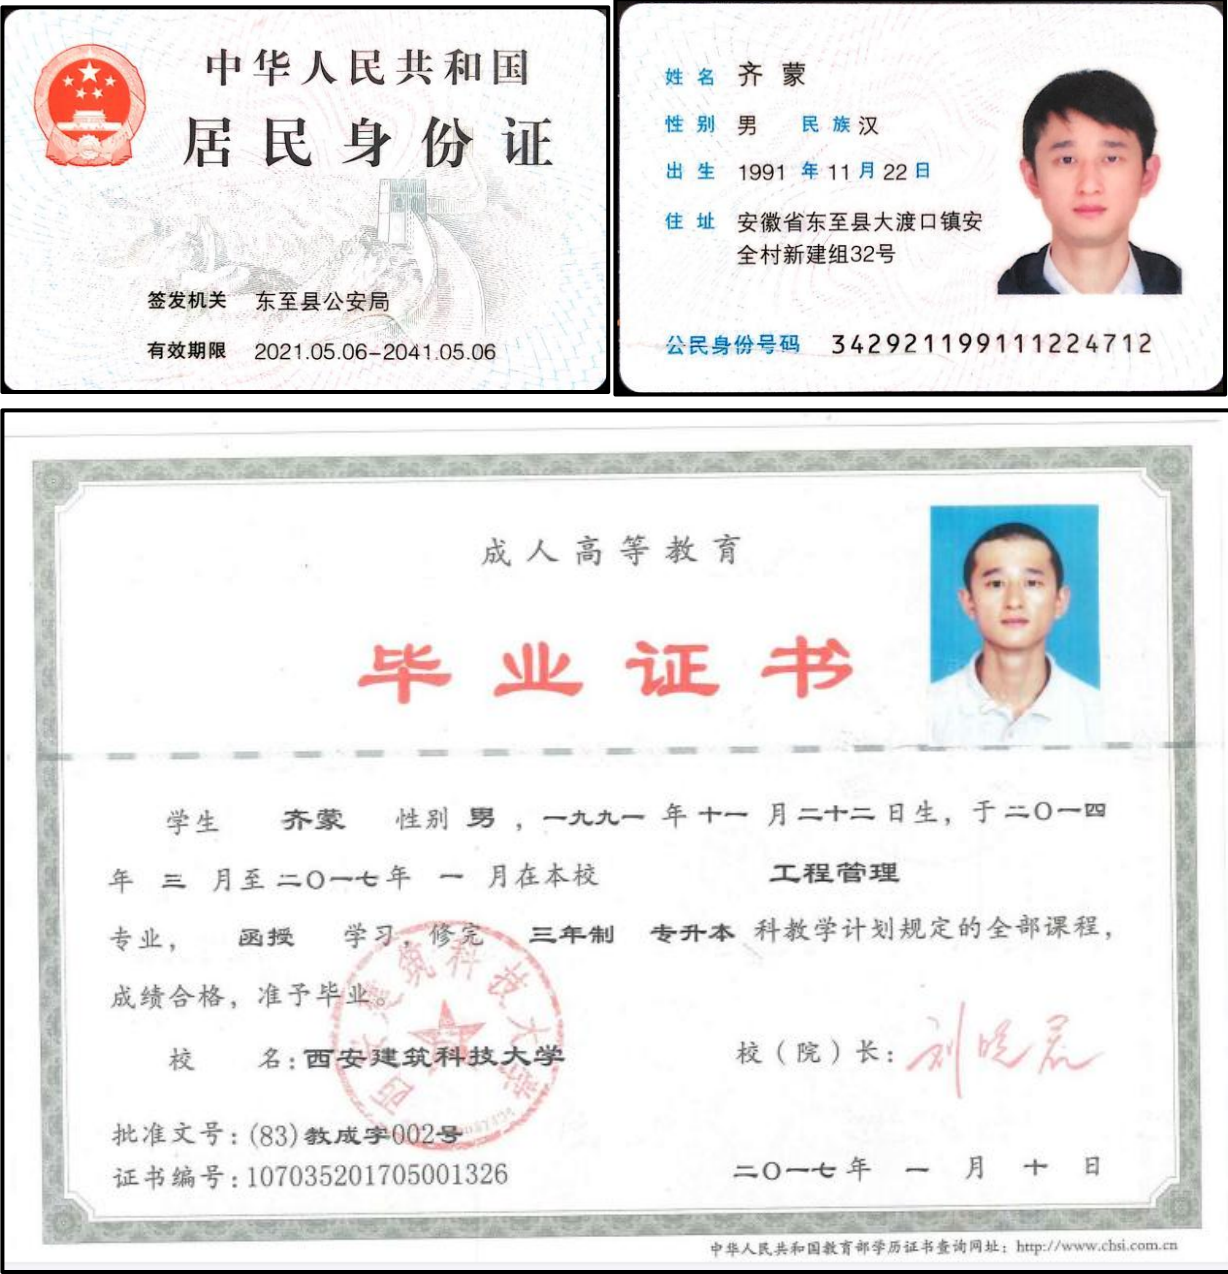 中华人民共和国
居民身份证
签发机关 东至县公安局
有效期限 2021.05.06-2041.05.06
姓名 齐蒙
性别 男 民族 汉
出生 1991 年 11 月 22 日
住址 安徽省东至县大渡口镇安
全村新建组32号
公民身份号码 342921199111224712
成人高等教育
毕业证书
学生 齐蒙 性别 男 ，一九九一 年 十一 月 二十二 日生，于 二〇一四
年 三 月至 二〇一七 年 一 月在本校 工程管理
专业， 函授 学习，修完 三年制 专升本 科教学计划规定的全部课程，
成绩合格，准予毕业。
校 名：西安建筑科技大学 校（院）长：刘晓君
西安建筑科技大学
批准文号：(83)教成字002号
证书编号：107035201705001326 二〇一七 年 一 月 十 日
中华人民共和国教育部学历证书查询网址：http://www.chsi.com.cn